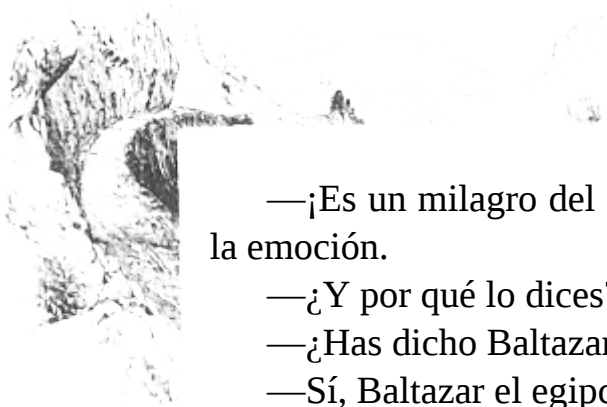 —¡Es un milagro del
la emoción.
—¿Y por qué lo dices?
—¿Has dicho Baltazar
—Sí, Baltazar el egipc